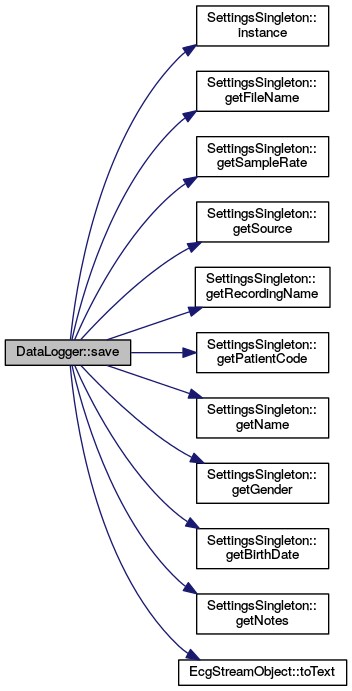 SettingsSingleton::
instance
SettingsSingleton::
getFileName
SettingsSingleton::
getSampleRate
SettingsSingleton::
getSource
SettingsSingleton::
getRecordingName
DataLogger::save
SettingsSingleton::
getPatientCode
SettingsSingleton::
getName
SettingsSingleton::
getGender
SettingsSingleton::
getBirthDate
SettingsSingleton::
getNotes
EcgStreamObject::toText